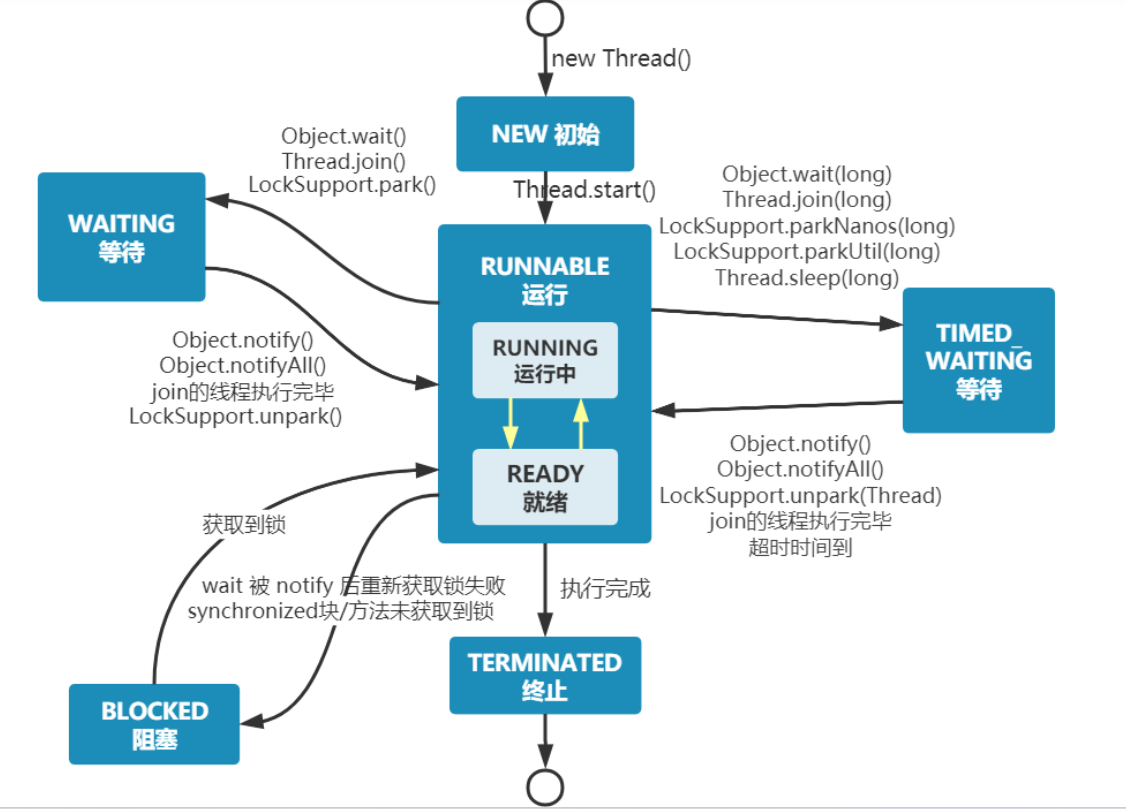 new Thread()
NEW 初始
Thread.start()
Object.wait()
Thread.join()
LockSupport.park()
WAITING
等待
Object.notify()
Object.notifyAll()
join的线程执行完毕
LockSupport.unpark()
RUNNABLE
运行
RUNNING
运行中
READY
就绪
Object.wait(long)
Thread.join(long)
LockSupport.parkNanos(long)
LockSupport.parkUtil(long)
Thread.sleep(long)
TIMED_
WAITING
等待
Object.notify()
Object.notifyAll()
LockSupport.unpark(Thread)
join的线程执行完毕
超时时间到
获取到锁
wait 被 notify 后重新获取锁失败
synchronized块/方法未获取到锁
执行完成
BLOCKED
阻塞
TERMINATED
终止